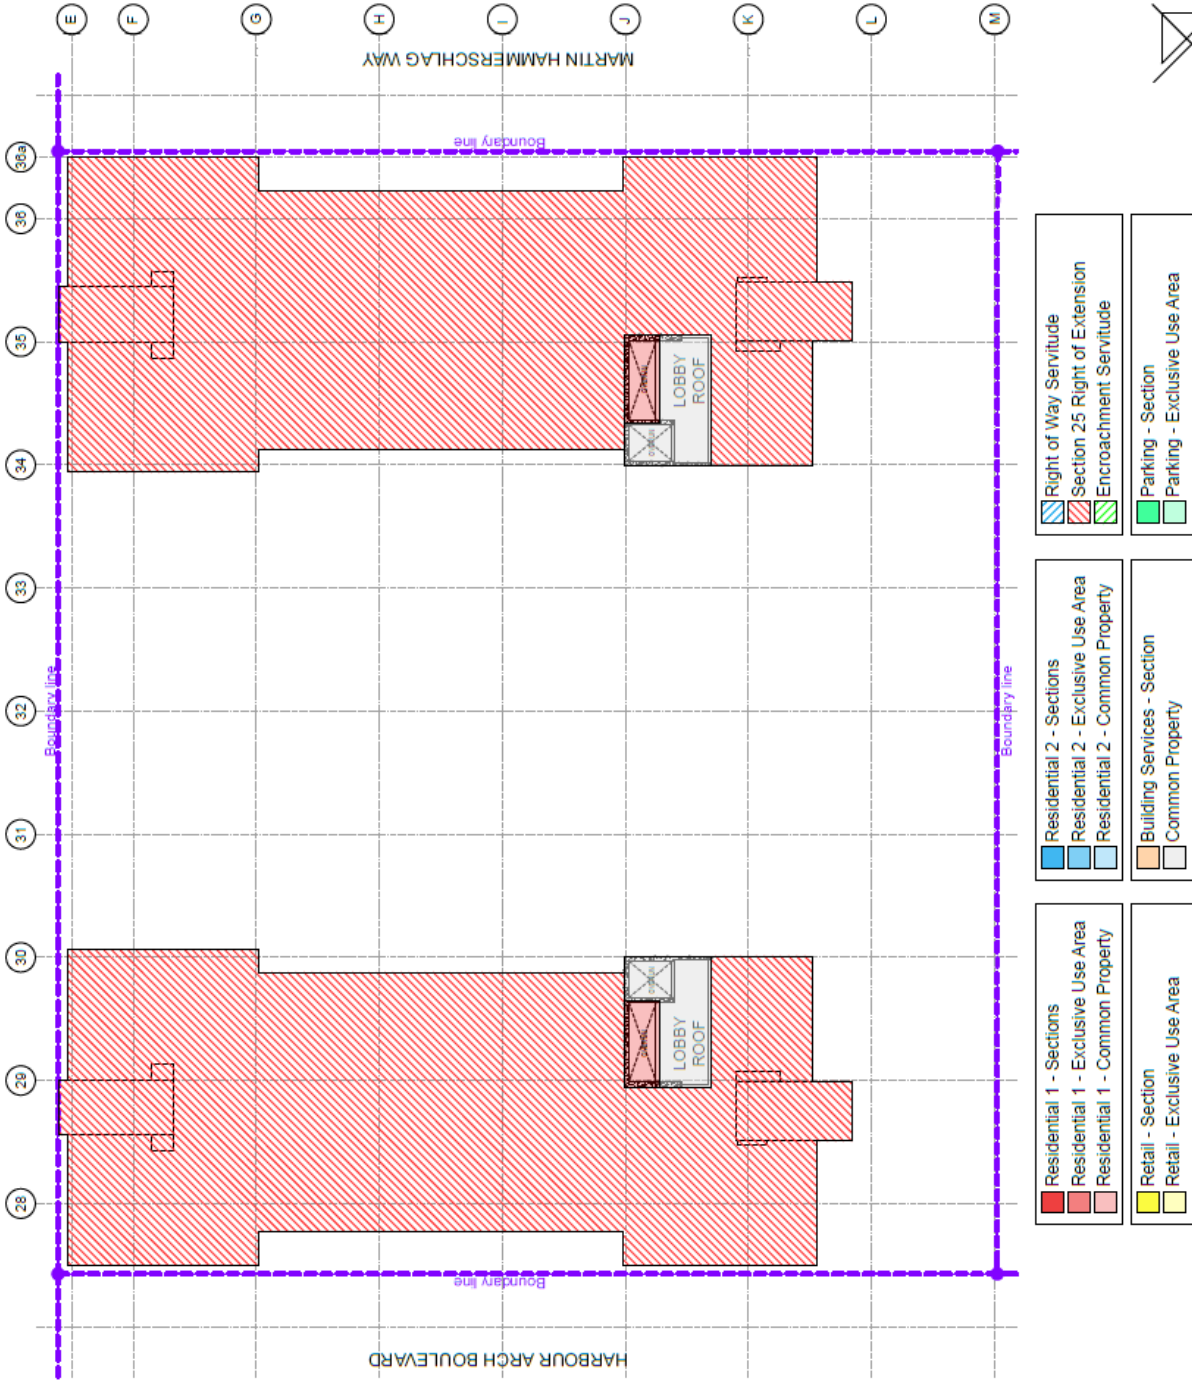 E
F
G
H
I
J
K
L
M
MARTIN HAMMERSCHLAG WAY
36a
36
35
34
33
32
31
30
29
28
Boundary line
Boundary line
Boundary line
Boundary line
LOBBY
ROOF
LOBBY
ROOF
HARBOUR ARCH BOULEVARD
Residential 1 - Sections
Residential 1 - Exclusive Use Area
Residential 1 - Common Property
Residential 2 - Sections
Residential 2 - Exclusive Use Area
Residential 2 - Common Property
Right of Way Servitude
Section 25 Right of Extension
Encroachment Servitude
Retail - Section
Retail - Exclusive Use Area
Building Services - Section
Common Property
Parking - Section
Parking - Exclusive Use Area